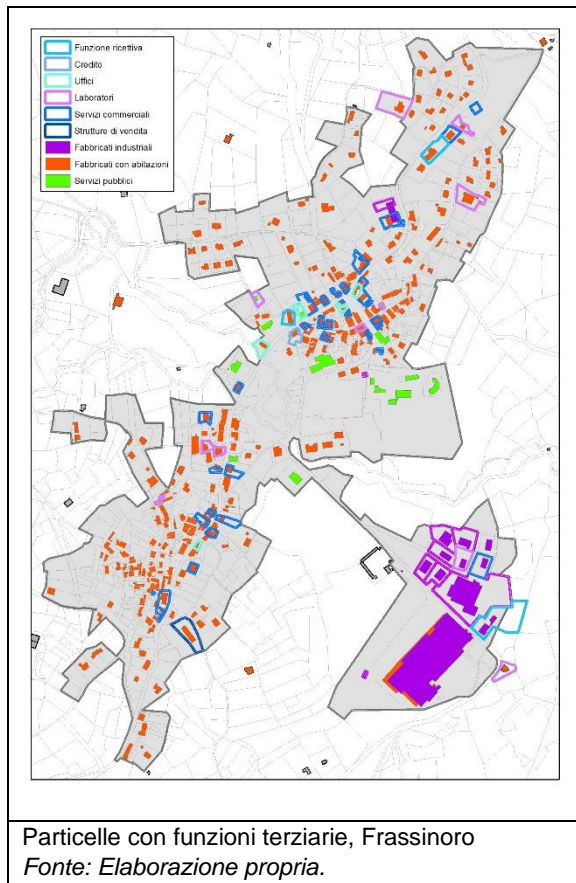 Funzione ricettiva
Credito
Uffici
Laboratori
Servizi commerciali
Strutture di vendita
Fabbricati industriali
Fabbricati con abitazioni
Servizi pubblici
Particelle con funzioni terziarie, Frassinoro
Fonte: Elaborazione propria.